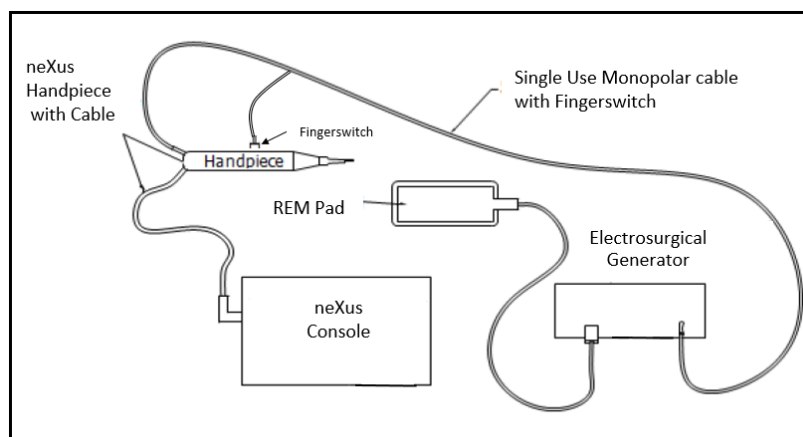 neXus
Handpiece
with Cable
Single Use Monopolar cable
with Fingerswitch
Fingerswitch
Handpiece
REM Pad
Electrosurgical
Generator
neXus
Console